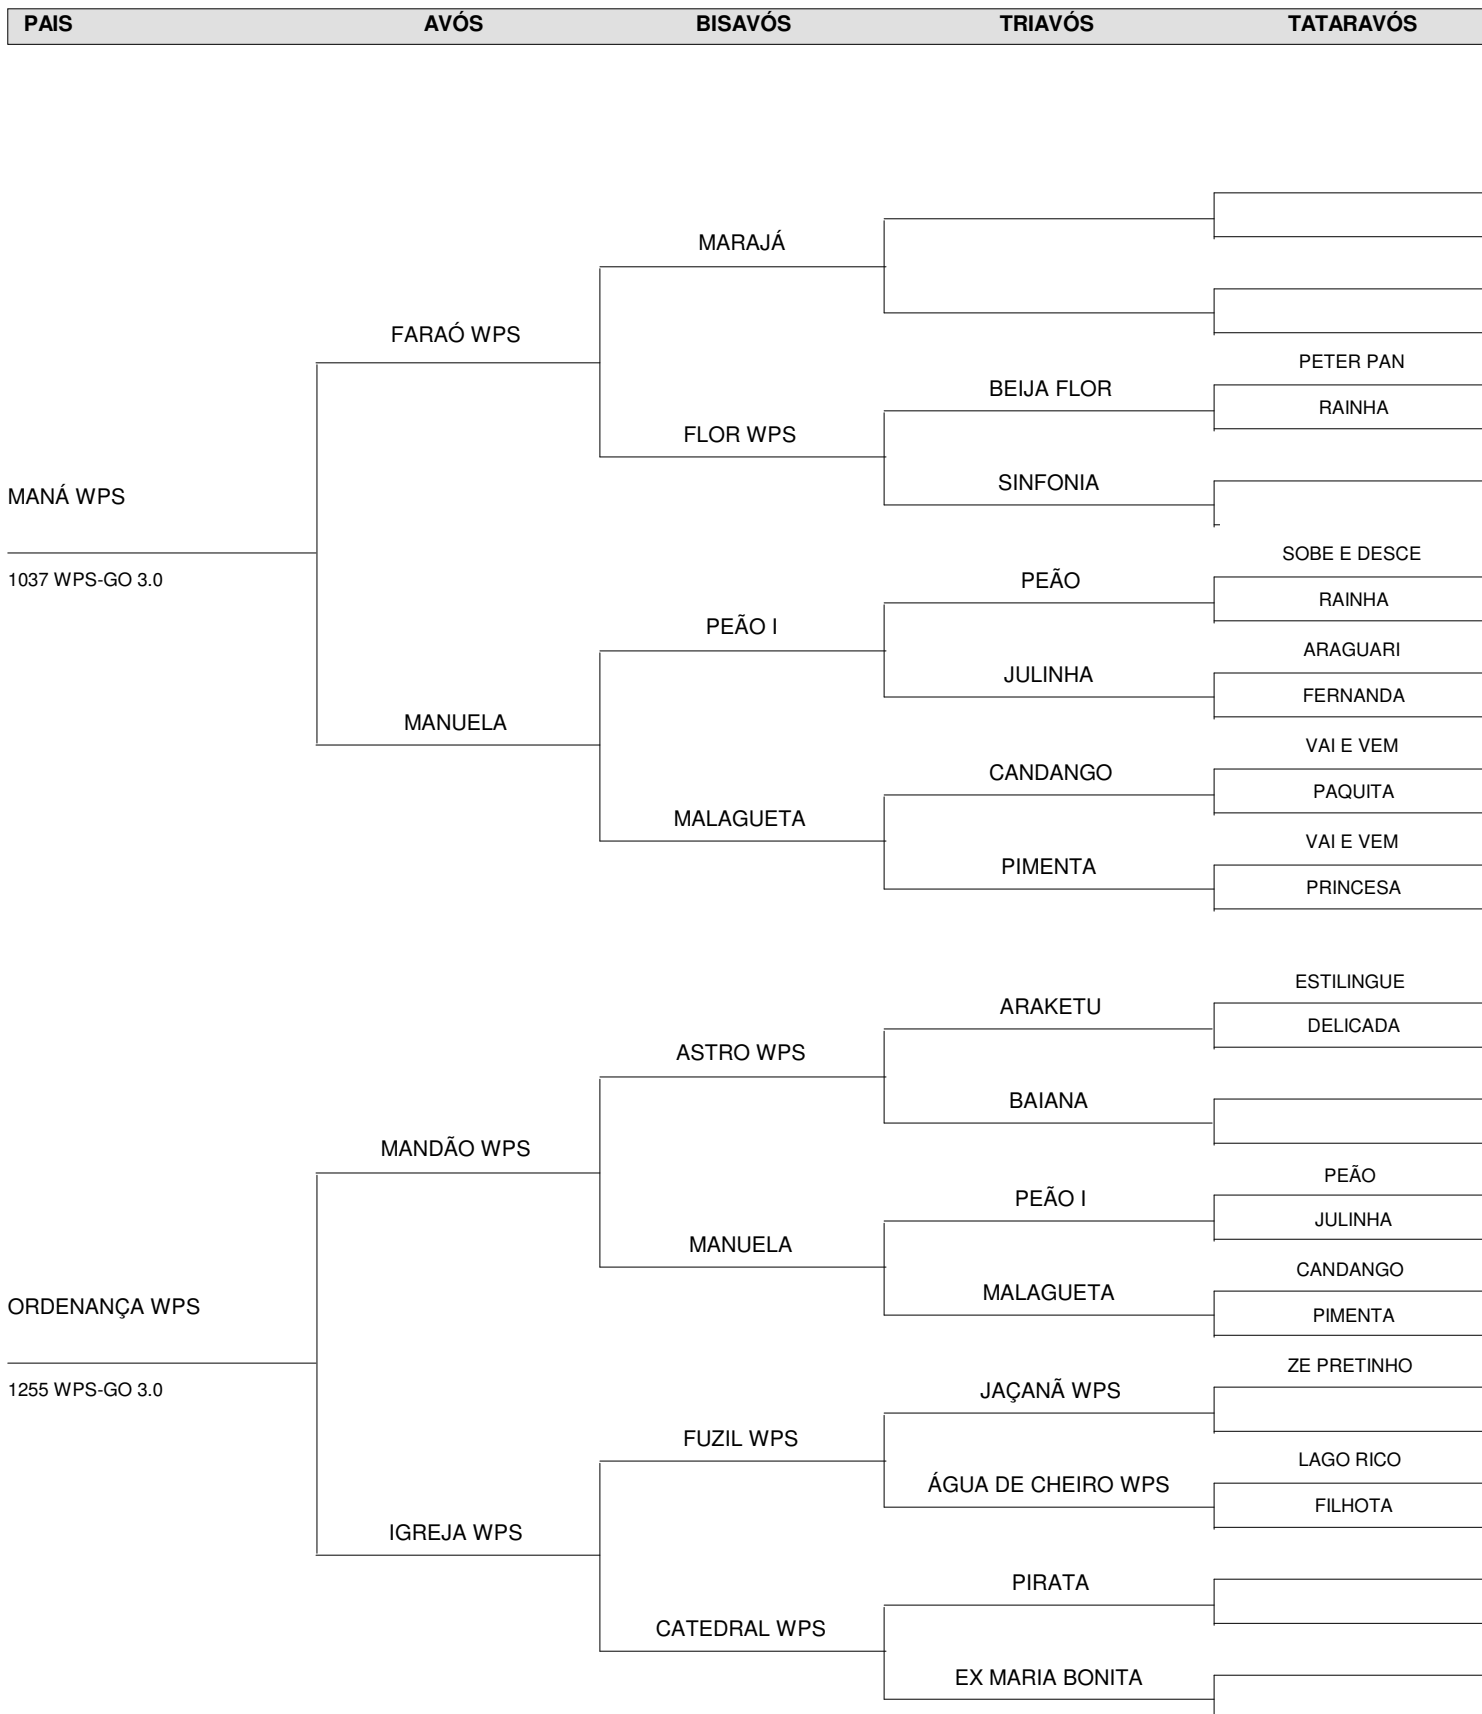 PAIS AVÓS BISAVÓS TRIAVÓS TATARAVÓS
MARAJÁ
FARAÓ WPS
PETER PAN
BEIJA FLOR
RAINHA
FLOR WPS
SINFONIA
MANÁ WPS
SOBE E DESCE
1037 WPS-GO 3.0
PEÃO
RAINHA
PEÃO I
ARAGUARI
JULINHA
FERNANDA
MANUELA
VAI E VEM
CANDANGO
PAQUITA
MALAGUETA
VAI E VEM
PIMENTA
PRINCESA
ESTILINGUE
ARAKETU
DELICADA
ASTRO WPS
BAIANA
MANDÃO WPS
PEÃO
PEÃO I
JULINHA
MANUELA
CANDANGO
MALAGUETA
ORDENANÇA WPS
PIMENTA
ZE PRETINHO
1255 WPS-GO 3.0
JAÇANÃ WPS
FUZIL WPS
LAGO RICO
ÁGUA DE CHEIRO WPS
FILHOTA
IGREJA WPS
PIRATA
CATEDRAL WPS
EX MARIA BONITA